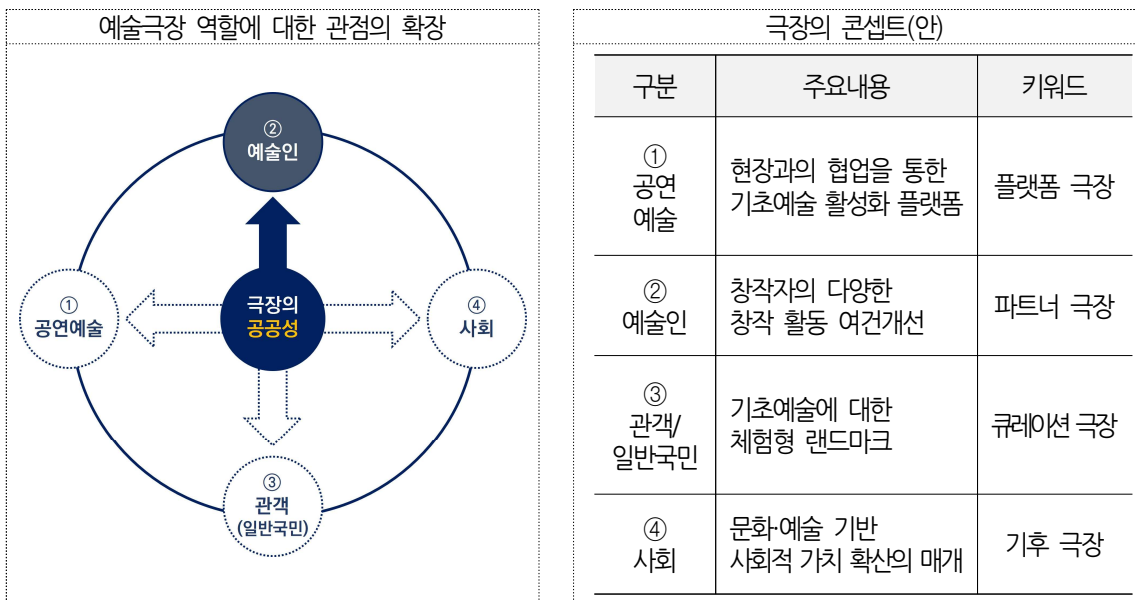 예술극장 역할에 대한 관점의 확장
②
예술인
①
공연예술
극장의
공공성
④
사회
③
관객
(일반국민)
극장의 콘셉트(안)
구분 주요내용 키워드
①
공연
예술
현장과의 협업을 통한
기초예술 활성화 플랫폼
플랫폼 극장
②
예술인
창작자의 다양한
창작 활동 여건개선
파트너 극장
③
관객/
일반국민
기초예술에 대한
체험형 랜드마크
큐레이션 극장
④
사회
문화·예술 기반
사회적 가치 확산의 매개
기후 극장